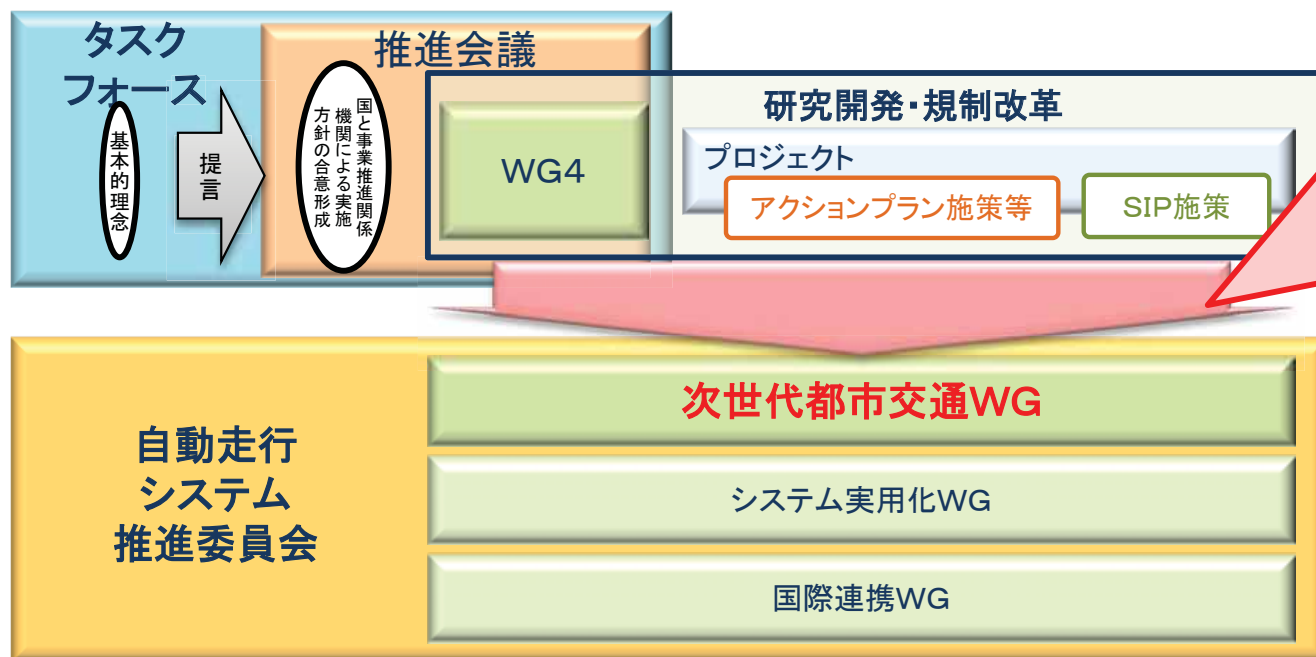 タスク
フォース
基本的理念
提言
推進会議
国と事業推進関係
機関による実施
方針の合意形成
WG4
研究開発・規制改革
プロジェクト
アクションプラン施策等
SIP施策
自動走行
システム
推進委員会
次世代都市交通WG
システム実用化WG
国際連携WG